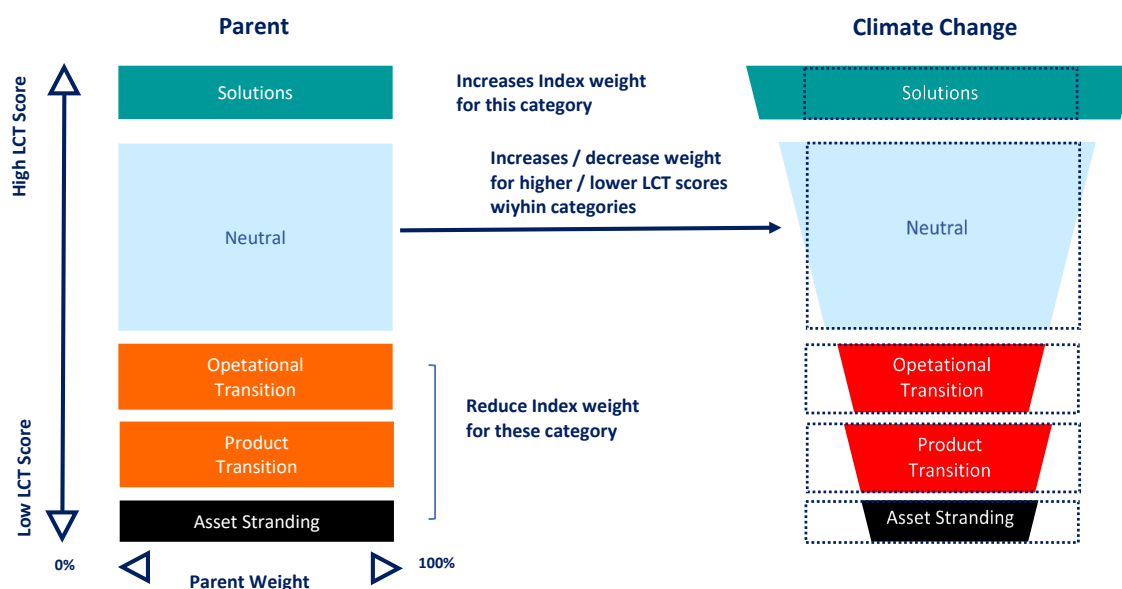 Parent
Climate Change
High LCT Score
Low LCT Score
Solutions
Increases Index weight
for this category
Solutions
Neutral
Increases / decrease weight
for higher / lower LCT scores
wiyhin categories
Neutral
Opetational
Transition
Opetational
Transition
Product
Transition
Reduce Index weight
for these category
Product
Transition
Asset Stranding
Asset Stranding
0%
100%
Parent Weight